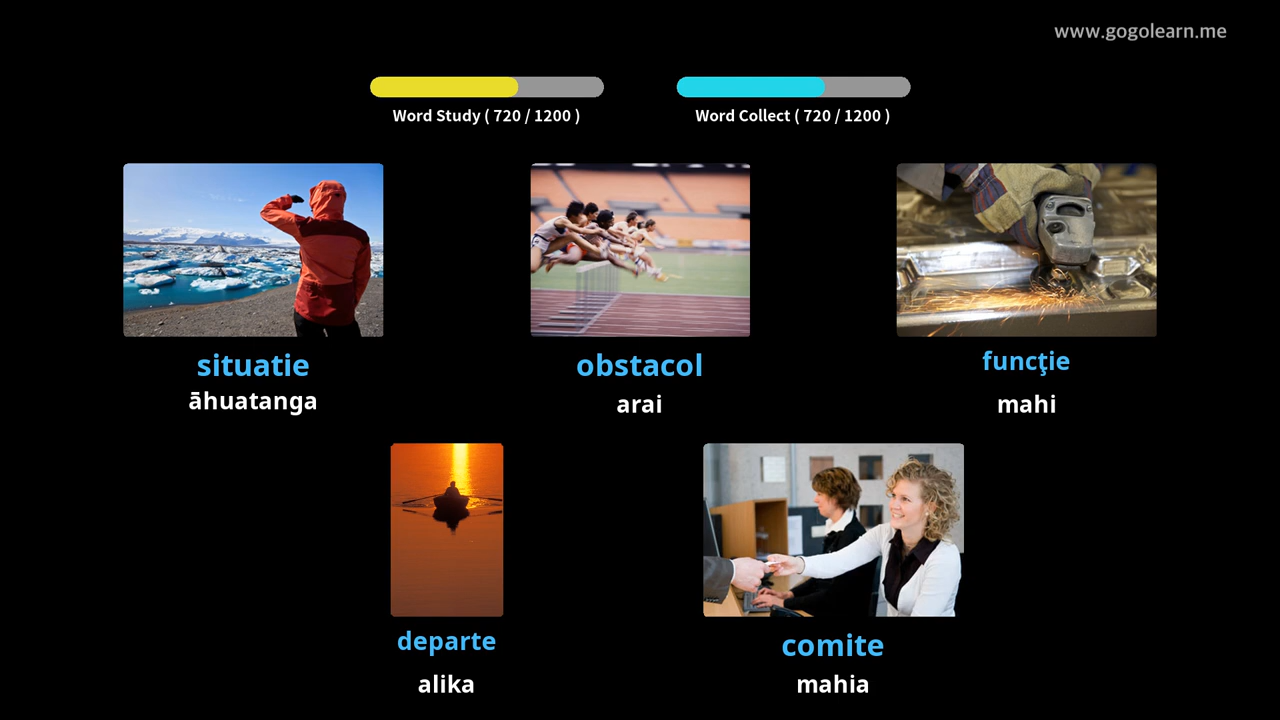 www.gogolearn.me
Word Study ( 720 / 1200 )
Word Collect ( 720 / 1200 )
situatie
āhuatanga
obstacol
arai
funcţie
mahi
departe
alika
comite
mahia